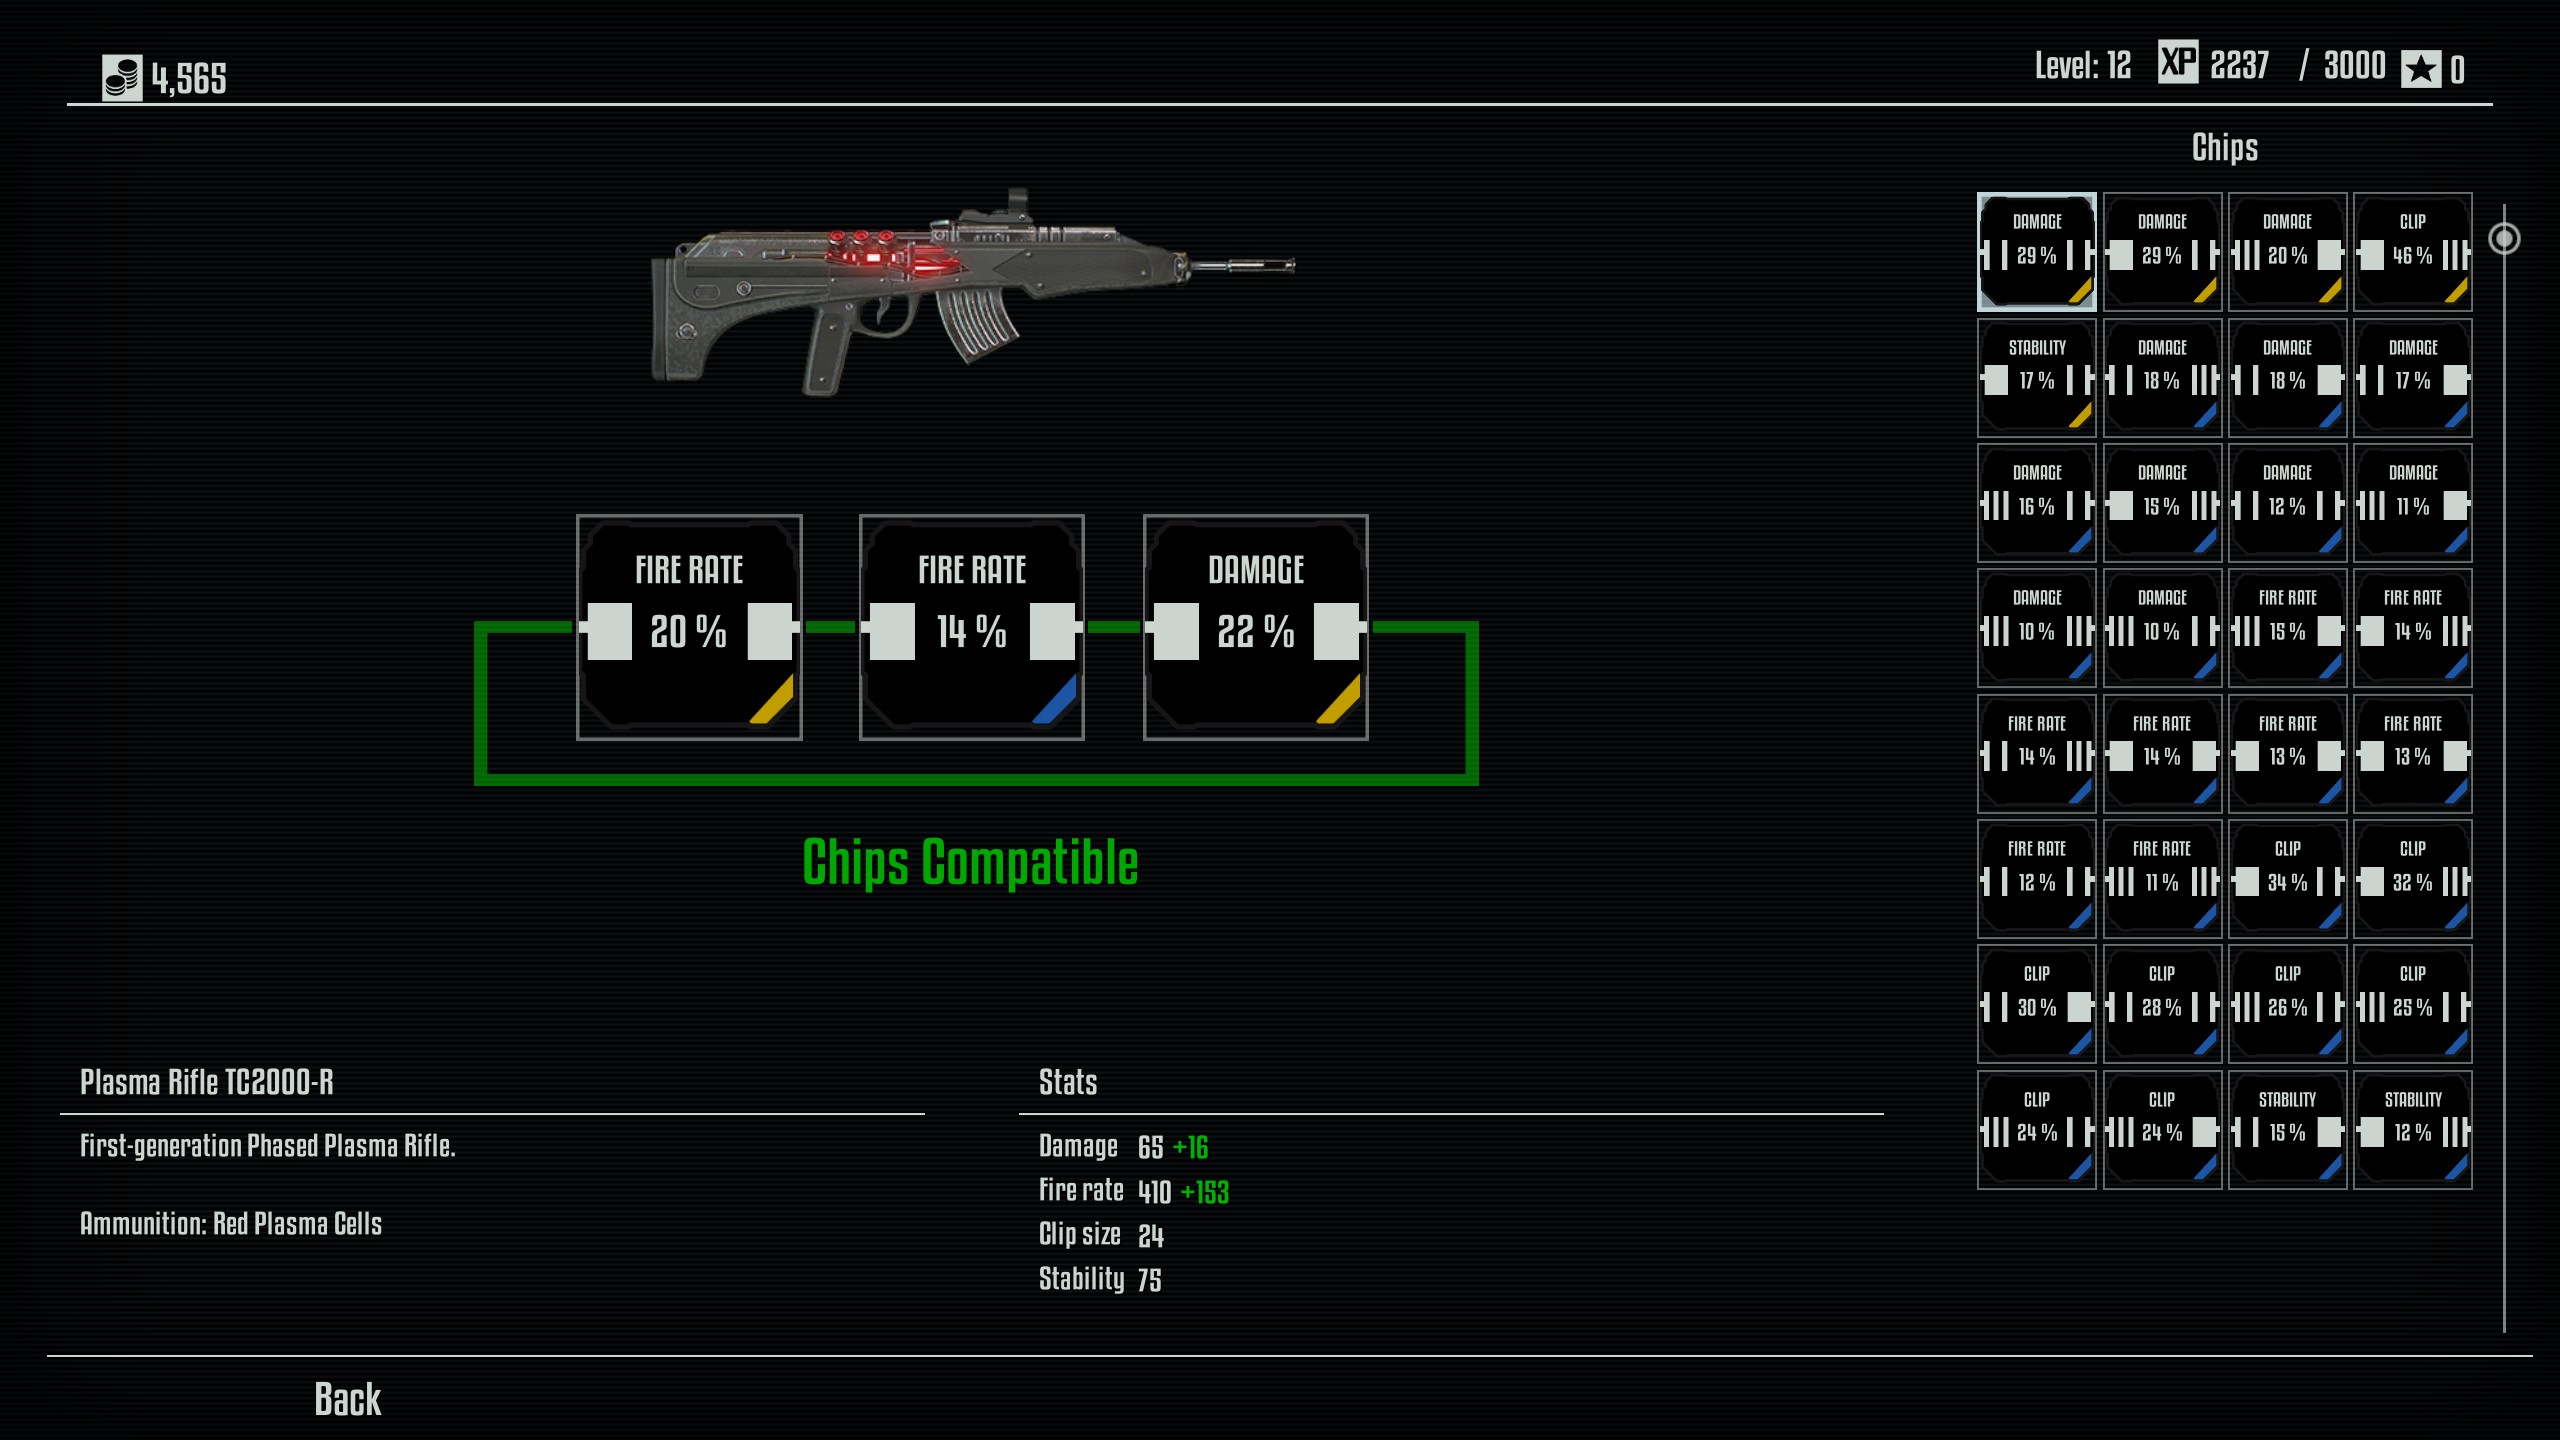 4,565
Level: 12 XP 2237 / 3000 0
Chips
DAMAGE DAMAGE DAMAGE CLIP
29 % 29 % 20 % 46 %
STABILITY DAMAGE DAMAGE DAMAGE
17 % 18 % 18 % 17 %
DAMAGE DAMAGE DAMAGE DAMAGE
16 % 15 % 12 % 11 %
DAMAGE DAMAGE FIRE RATE FIRE RATE
10 % 10 % 15 % 14 %
FIRE RATE FIRE RATE FIRE RATE FIRE RATE
14 % 14 % 13 % 13 %
FIRE RATE FIRE RATE CLIP CLIP
12 % 11 % 34 % 32 %
CLIP CLIP CLIP CLIP
30 % 28 % 26 % 25 %
CLIP CLIP STABILITY STABILITY
24 % 24 % 15 % 12 %
FIRE RATE FIRE RATE DAMAGE
20 % 14 % 22 %
Chips Compatible
Plasma Rifle TC2000-R
First-generation Phased Plasma Rifle.
Ammunition: Red Plasma Cells
Stats
Damage 65 +16
Fire rate 410 +153
Clip size 24
Stability 75
Back